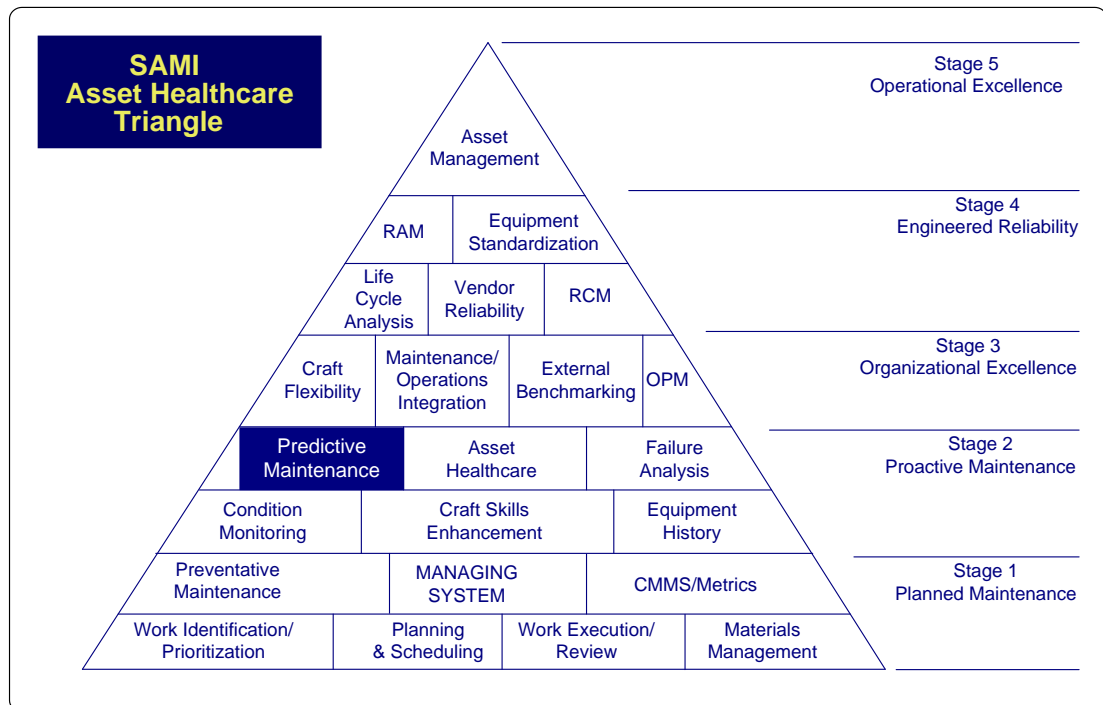 SAMI
Asset Healthcare
Triangle
Stage 5
Operational Excellence
Asset
Management
Stage 4
Engineered Reliability
RAM
Equipment
Standardization
Life
Cycle
Analysis
Vendor
Reliability
RCM
Stage 3
Organizational Excellence
Craft
Flexibility
Maintenance/
Operations
Integration
External
Benchmarking
OPM
Stage 2
Proactive Maintenance
Predictive
Maintenance
Asset
Healthcare
Failure
Analysis
Condition
Monitoring
Craft Skills
Enhancement
Equipment
History
Stage 1
Planned Maintenance
Preventative
Maintenance
MANAGING
SYSTEM
CMMS/Metrics
Work Identification/
Prioritization
Planning
& Scheduling
Work Execution/
Review
Materials
Management